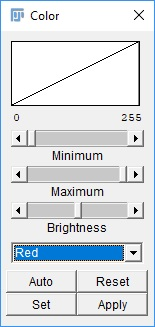 Color
0 255
Minimum
Maximum
Brightness
Red
Auto Reset
Set Apply